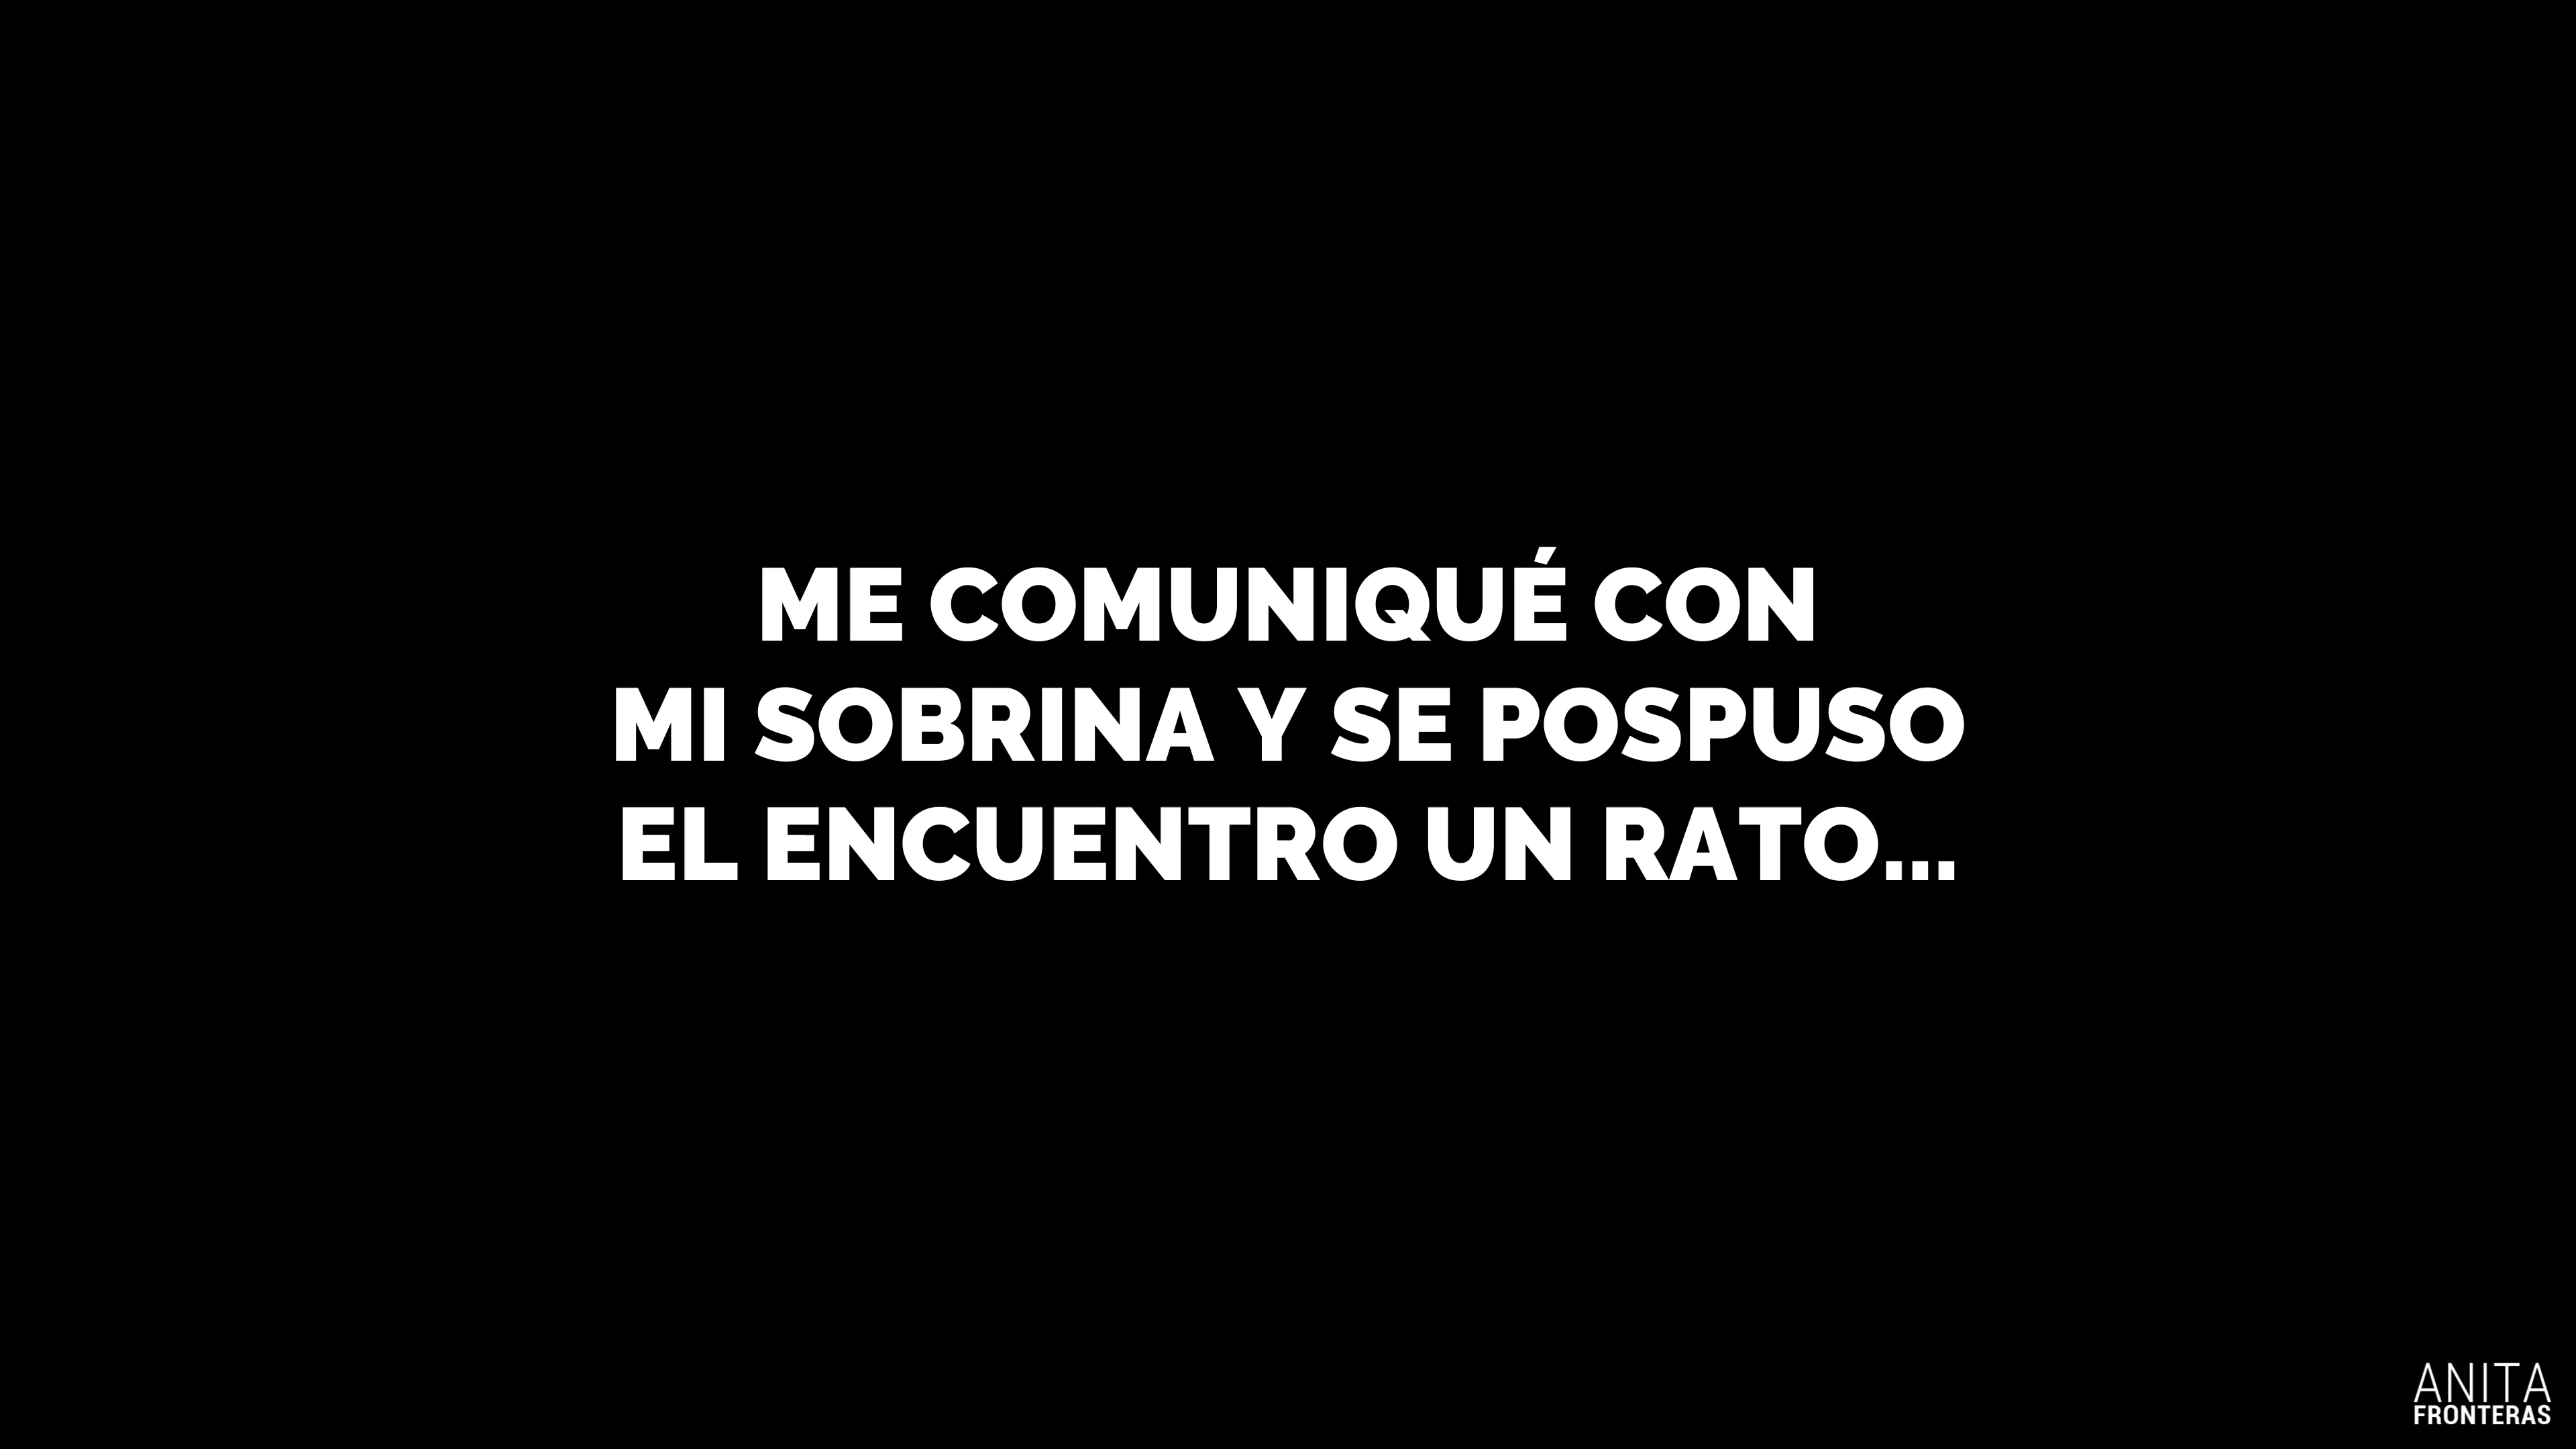 ME COMUNIQUÉ CON
MI SOBRINA Y SE POSPUSO
EL ENCUENTRO UN RATO...
ANITA
FRONTERAS